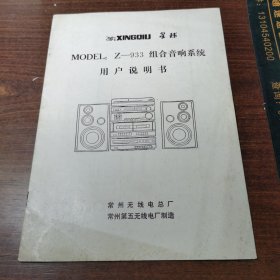 XINGQIU 星球
MODEL Z—933 组合音响系统
用户说明书
常州无线电总厂
常州第五无线电厂制造
13104540200